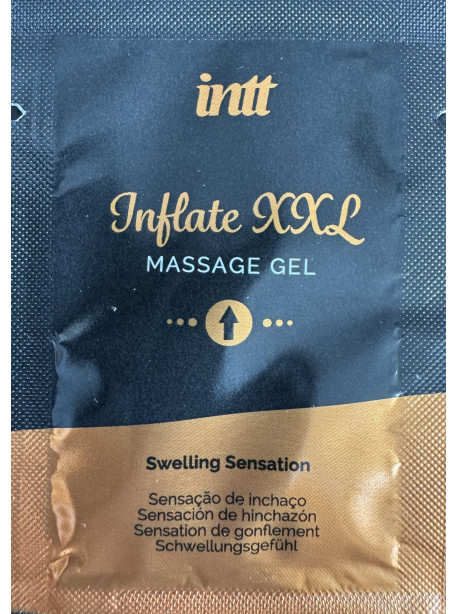 intt
Inflate XXL
MASSAGE GEL
Swelling Sensation
Sensação de inchaço
Sensación de hinchazón
Sensation de gonflement
Schwellungsgefühl